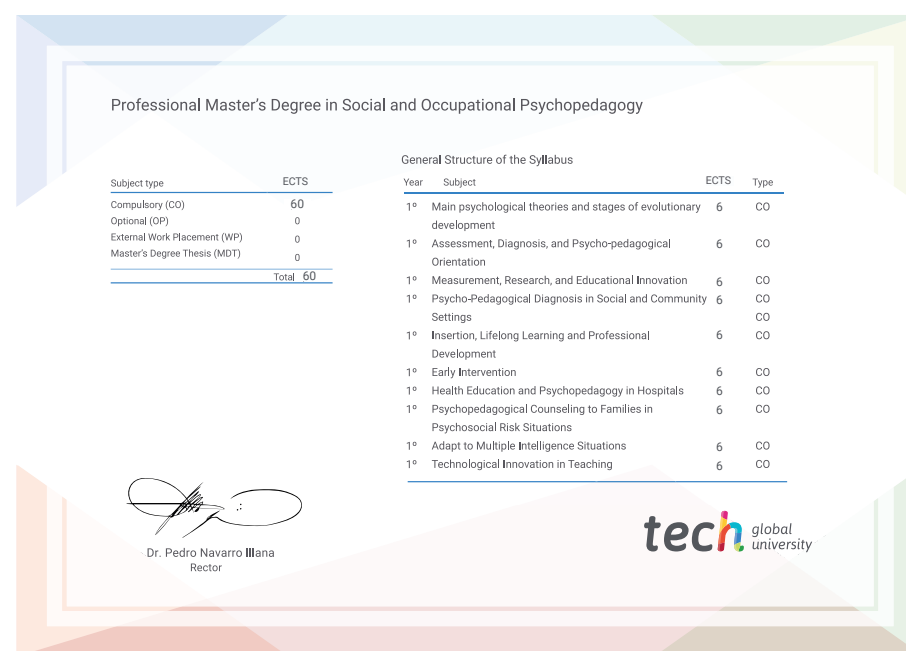 Professional Master's Degree in Social and Occupational Psychopedagogy
Subject type ECTS
Compulsory (CO) 60
Optional (OP) 0
External Work Placement (WP) 0
Master's Degree Thesis (MDT) 0
Total 60
General Structure of the Syllabus
Year Subject ECTS Type
1º Main psychological theories and stages of evolutionary 6 CO
development
1º Assessment, Diagnosis, and Psycho-pedagogical 6 CO
Orientation
1º Measurement, Research, and Educational Innovation 6 CO
1º Psycho-Pedagogical Diagnosis in Social and Community 6 CO
Settings CO
1º Insertion, Lifelong Learning and Professional 6 CO
Development
1º Early Intervention 6 CO
1º Health Education and Psychopedagogy in Hospitals 6 CO
1º Psychopedagogical Counseling to Families in 6 CO
Psychosocial Risk Situations
1º Adapt to Multiple Intelligence Situations 6 CO
1º Technological Innovation in Teaching 6 CO
Dr. Pedro Navarro Illana
Rector
tech global
university